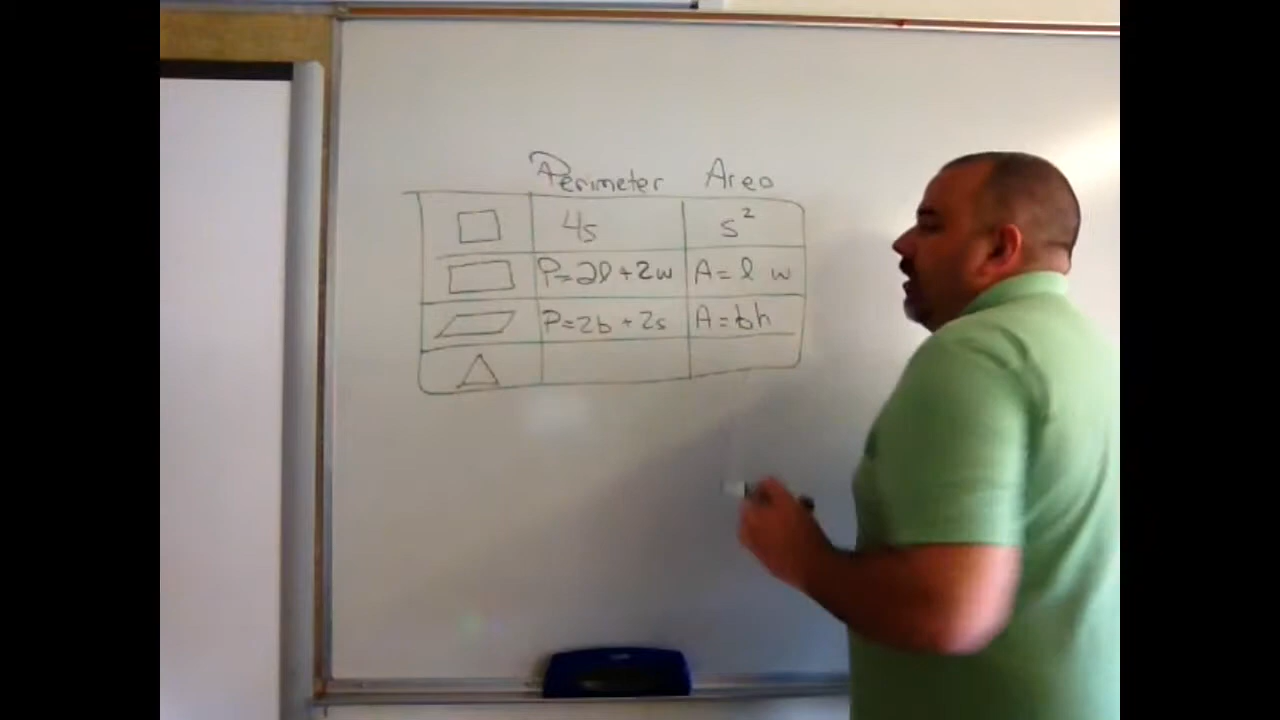 Perimeter Area
4s s²
P=2l+2w A= l w
P=2b+2s A=bh